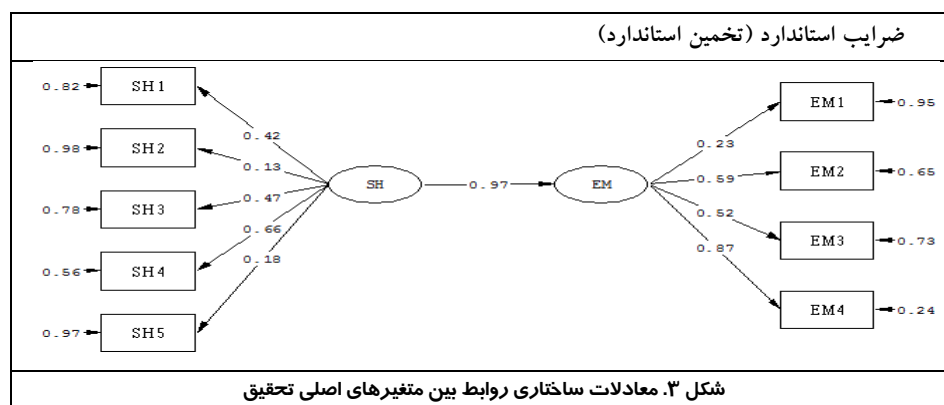 ضرایب استاندارد (تخمین استاندارد)
0.82 SH1
0.98 SH2
0.78 SH3
0.56 SH4
0.97 SH5
0.42
0.13
0.47
0.66
0.18
SH 0.97 EM
0.23
0.59
0.52
0.87
EM1 0.95
EM2 0.65
EM3 0.73
EM4 0.24
شکل ۳. معادلات ساختاری روابط بین متغیرهای اصلی تحقیق